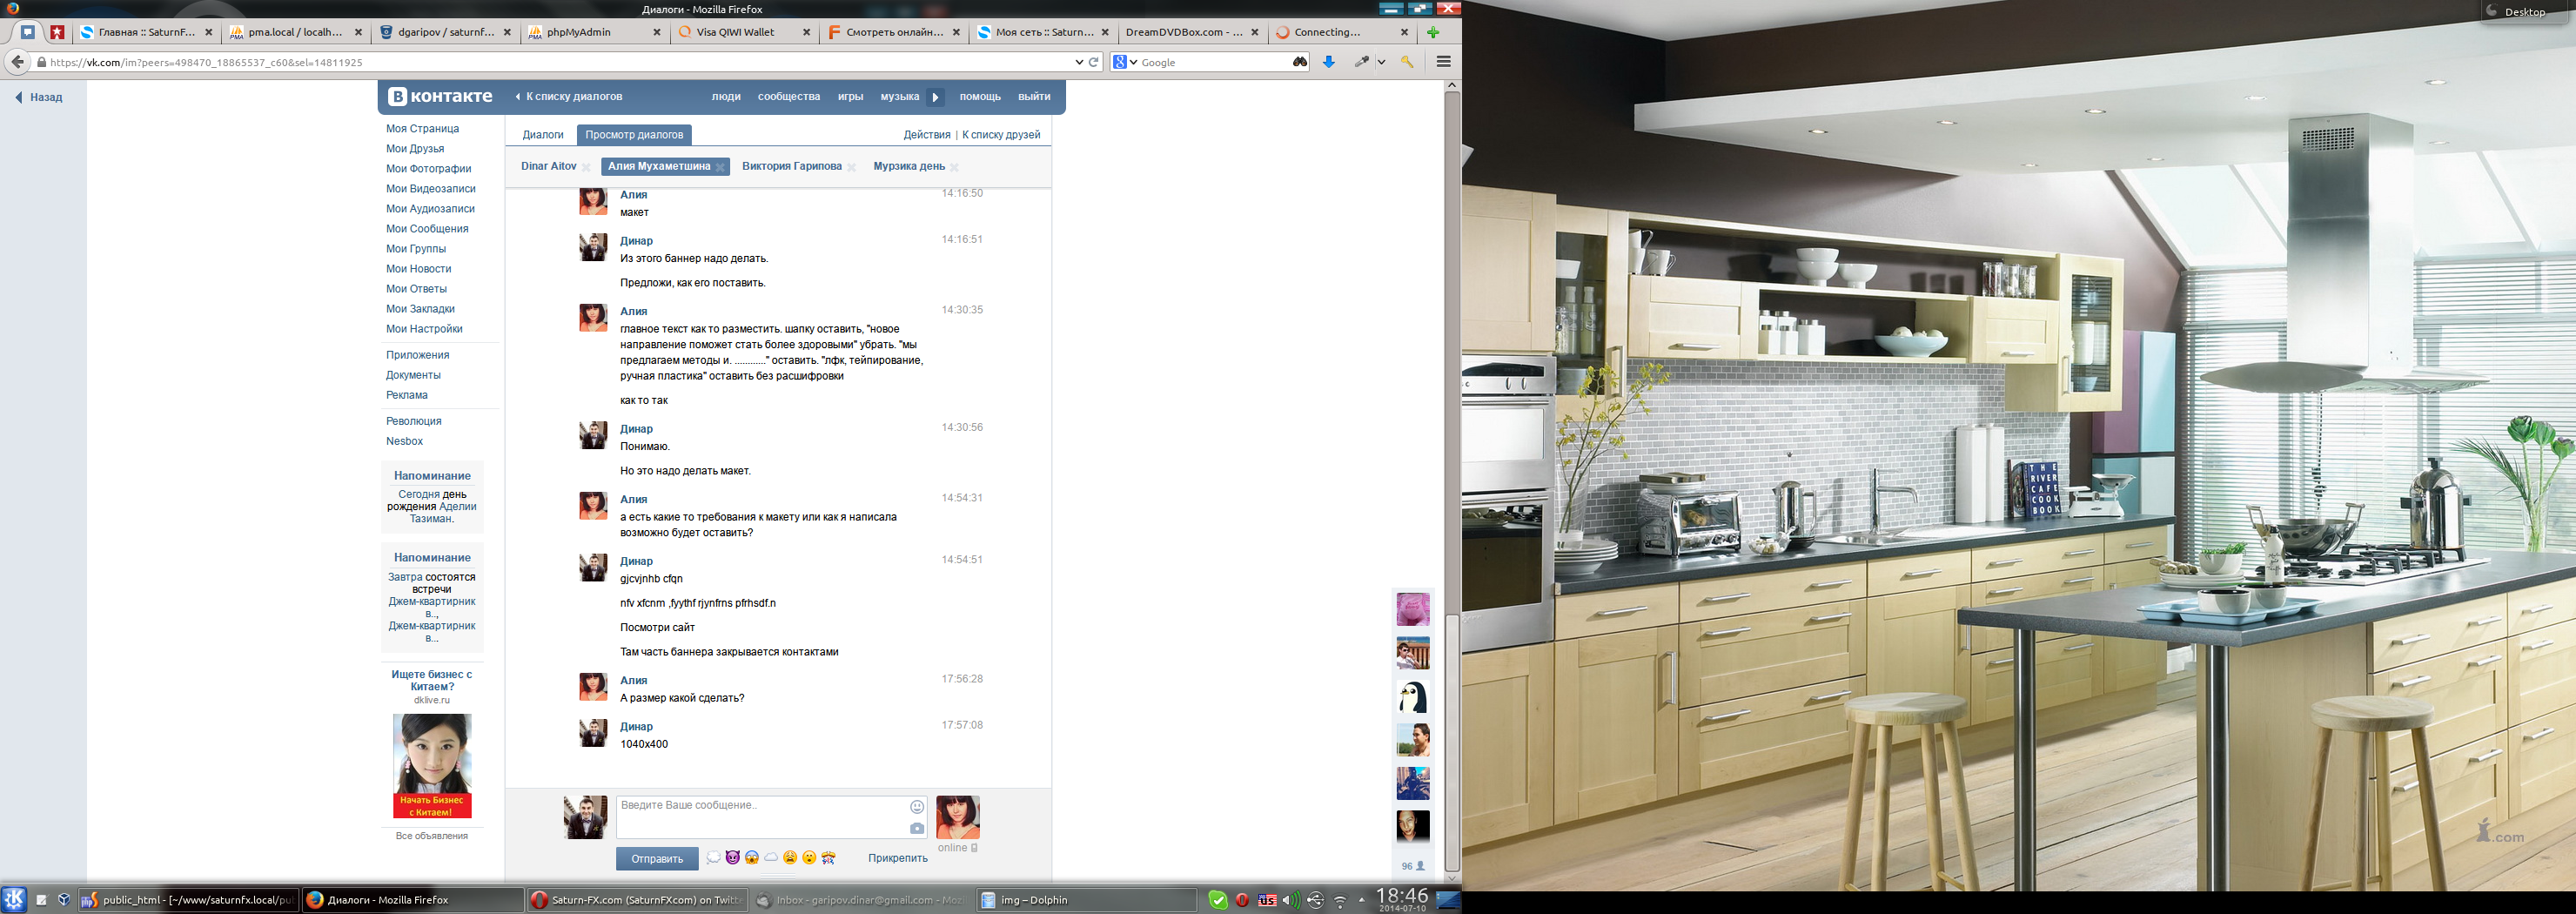 Диалоги - Mozilla Firefox
Desktop
Главная :: SaturnF...
pma.local / localh...
dgaripov / saturnf...
phpMyAdmin
Visa QIWI Wallet
Смотреть онлайн...
Моя сеть :: Saturn...
DreamDVDBox.com - ...
Connecting...
https://vk.com/im?peers=498470_18865537_c60&sel=14811925
Google
Назад
В контакте
К списку диалогов
люди
сообщества
игры
музыка
помощь
выйти
Моя Страница
Мои Друзья
Мои Фотографии
Мои Видеозаписи
Мои Аудиозаписи
Мои Сообщения
Мои Группы
Мои Новости
Мои Ответы
Мои Закладки
Мои Настройки
Приложения
Документы
Реклама
Революция
Nesbox
Напоминание
Сегодня день
рождения Аделии
Тазиман.
Напоминание
Завтра состоятся
встречи
Джем-квартирник
в..,
Джем-квартирник
в...
Ищете бизнес с
Китаем?
dklive.ru
Начать Бизнес
с Китаем!
Все объявления
Диалоги
Просмотр диалогов
Действия | К списку друзей
Dinar Aitov
Алия Мухаметшина
Виктория Гарипова
Мурзика день
Алия 14:16:50
макет
Динар 14:16:51
Из этого баннер надо делать.
Предложи, как его поставить.
Алия 14:30:35
главное текст как то разместить. шапку оставить, "новое
направление поможет стать более здоровыми" убрать. "мы
предлагаем методы и. ............" оставить. "лфк, тейпирование,
ручная пластика" оставить без расшифровки
как то так
Динар 14:30:56
Понимаю.
Но это надо делать макет.
Алия 14:54:31
а есть какие то требования к макету или как я написала
возможно будет оставить?
Динар 14:54:51
gjcvjnhb cfqn
nfv xfcnm ,fyythf rjynfrns pfrhsdf.n
Посмотри сайт
Там часть баннера закрывается контактами
Алия 17:56:28
А размер какой сделать?
Динар 17:57:08
1040x400
Введите Ваше сообщение..
Отправить
Прикрепить
online
96
THE
RIVER
CAFE
COOK
BOOK
.com
public_html - [~/www/saturnfx.local/pu
Диалоги - Mozilla Firefox
Saturn-FX.com (SaturnFXcom) on Twitt
Inbox - garipov.dinar@gmail.com - Moz
img – Dolphin
us
18:46
2014-07-10